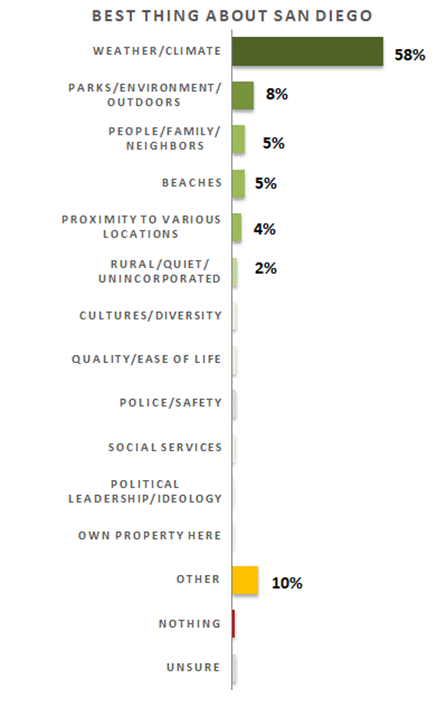 BEST THING ABOUT SAN DIEGO
WEATHER/CLIMATE
58%
PARKS/ENVIRONMENT/
OUTDOORS
8%
PEOPLE/FAMILY/
NEIGHBORS
5%
BEACHES
5%
PROXIMITY TO VARIOUS
LOCATIONS
4%
RURAL/QUIET/
UNINCORPORATED
2%
CULTURES/DIVERSITY
QUALITY/EASE OF LIFE
POLICE/SAFETY
SOCIAL SERVICES
POLITICAL
LEADERSHIP/IDEOLOGY
OWN PROPERTY HERE
OTHER
10%
NOTHING
UNSURE